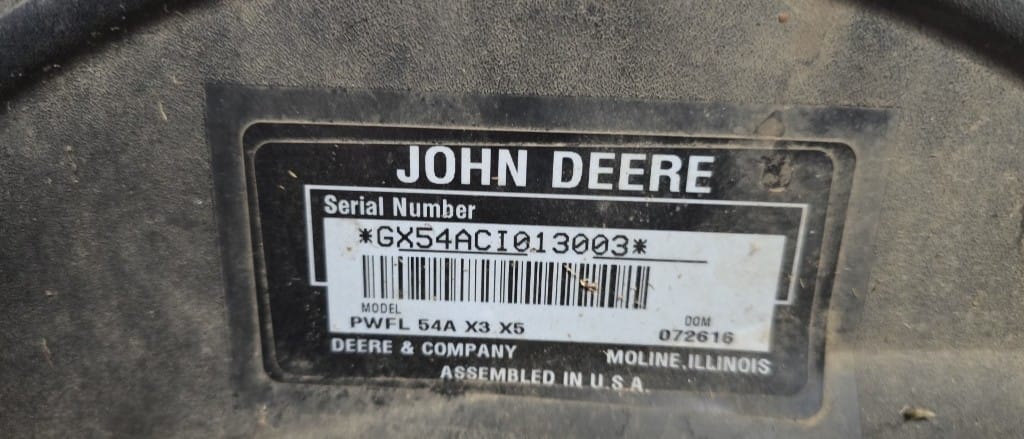 JOHN DEERE
Serial Number
*GX54ACI013003*
MODEL
PWFL 54A X3 X5
DOM
072616
DEERE & COMPANY
MOLINE, ILLINOIS
ASSEMBLED IN U.S.A.